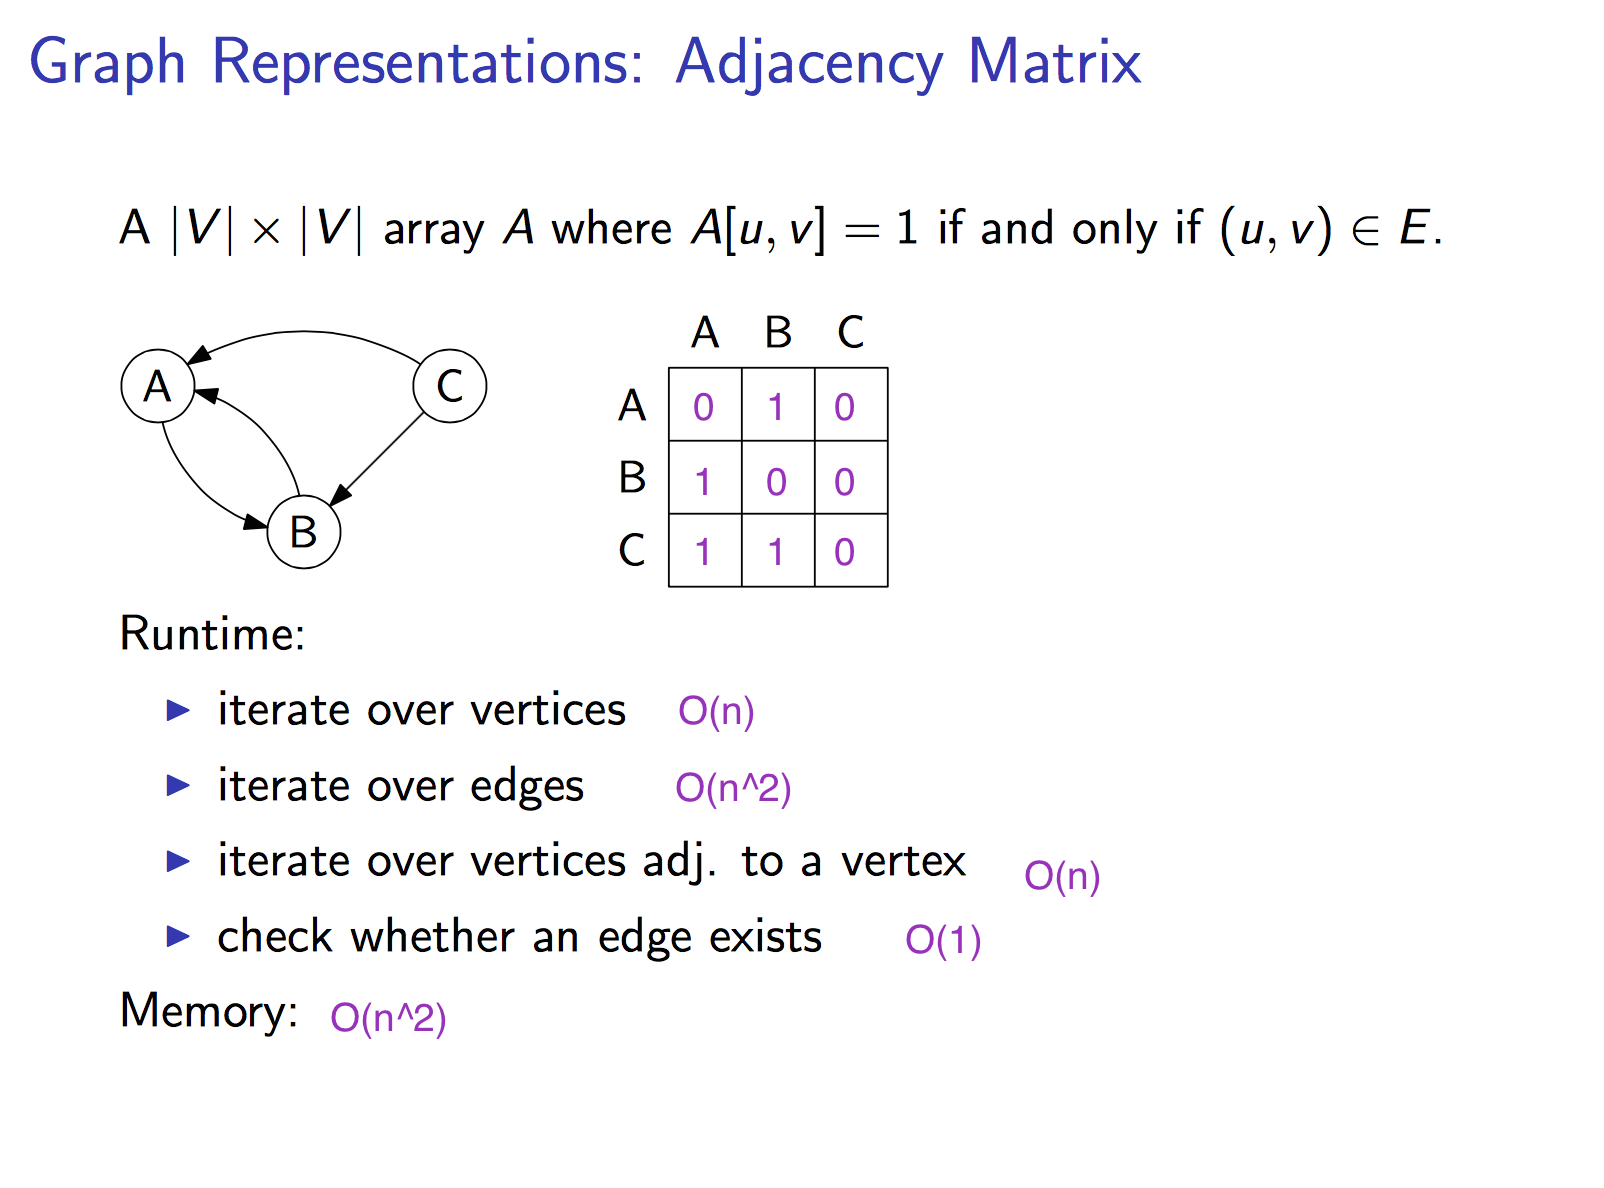 Graph Representations: Adjacency Matrix
A |V| × |V| array A where A[u, v] = 1 if and only if (u, v) ∈ E.
A C
B
A B C
A 0 1 0
B 1 0 0
C 1 1 0
Runtime:
iterate over vertices O(n)
iterate over edges O(n^2)
iterate over vertices adj. to a vertex O(n)
check whether an edge exists O(1)
Memory: O(n^2)